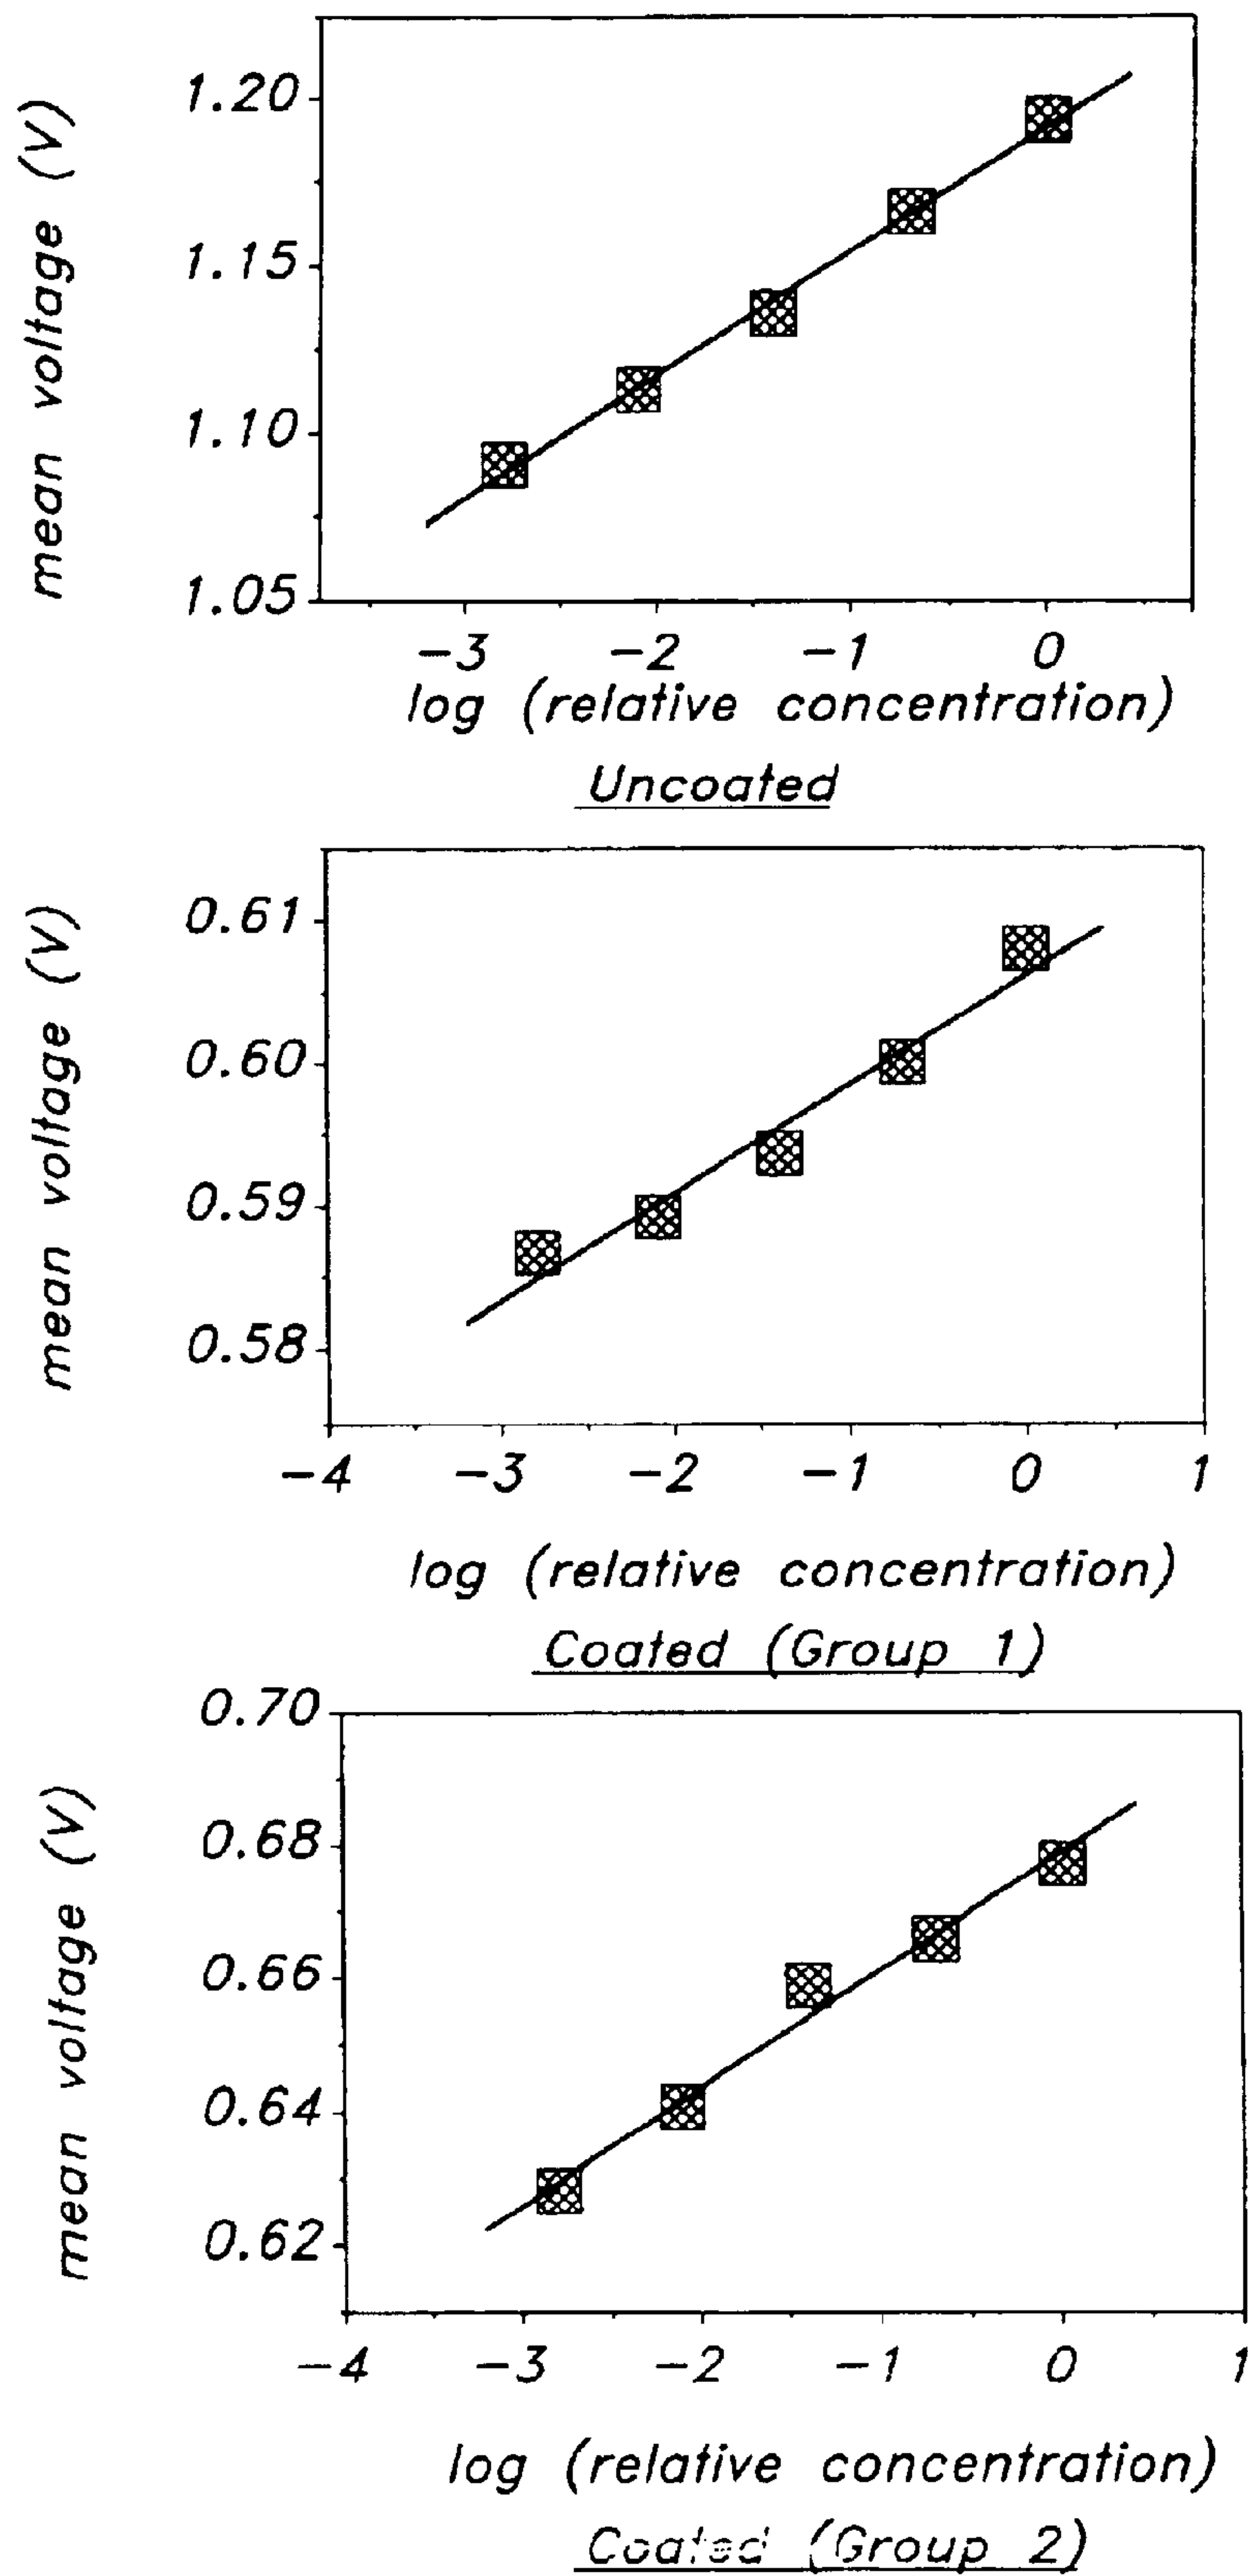 mean voltage (V)
1.20
1.15
1.10
1.05
-3 -2 -1 0
log (relative concentration)
Uncoated
mean voltage (V)
0.61
0.60
0.59
0.58
-4 -3 -2 -1 0 1
log (relative concentration)
Coated (Group 1)
mean voltage (V)
0.70
0.68
0.66
0.64
0.62
-4 -3 -2 -1 0 1
log (relative concentration)
Coated (Group 2)